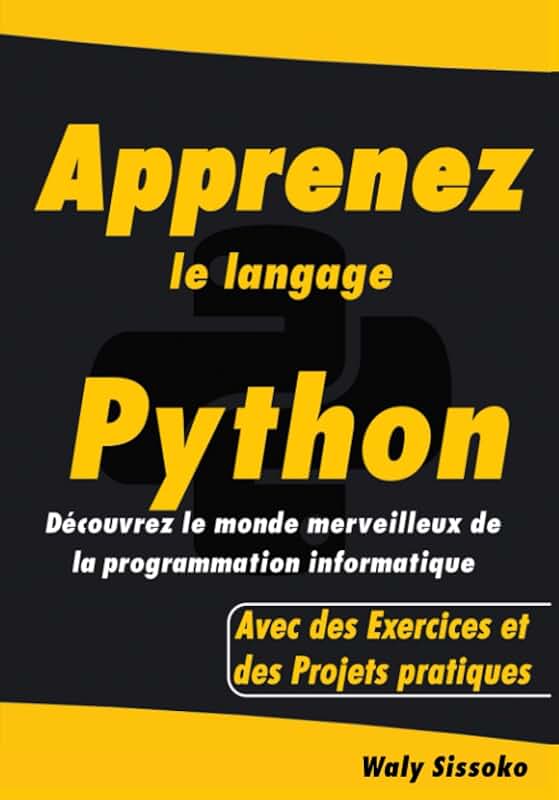 Apprenez
le langage
Python
Découvrez le monde merveilleux de
la programmation informatique
Avec des Exercices et
des Projets pratiques
Waly Sissoko